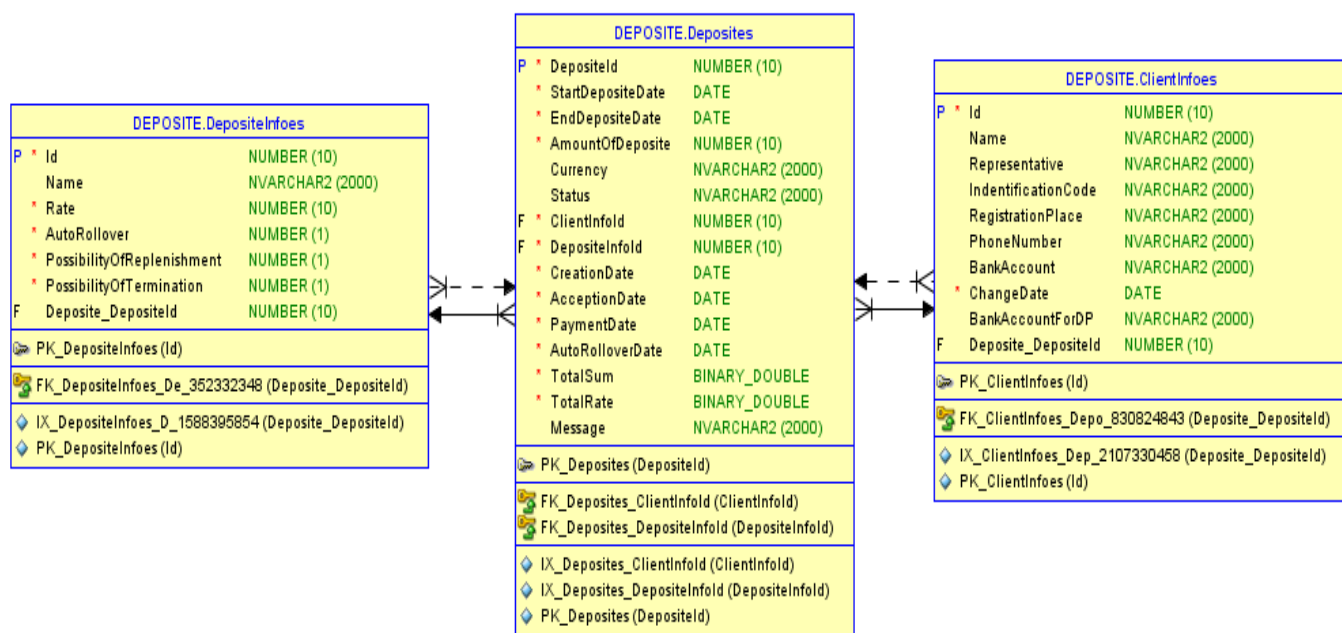 DEPOSITE.DepositeInfoes
P * Id NUMBER (10)
Name NVARCHAR2 (2000)
* Rate NUMBER (10)
* AutoRollover NUMBER (1)
* PossibilityOfReplenishment NUMBER (1)
* PossibilityOfTermination NUMBER (1)
F Deposite_DepositeId NUMBER (10)
PK_DepositeInfoes (Id)
FK_DepositeInfoes_De_352332348 (Deposite_DepositeId)
IX_DepositeInfoes_D_1588395854 (Deposite_DepositeId)
PK_DepositeInfoes (Id)
DEPOSITE.Deposites
P * DepositeId NUMBER (10)
* StartDepositeDate DATE
* EndDepositeDate DATE
* AmountOfDeposite NUMBER (10)
Currency NVARCHAR2 (2000)
Status NVARCHAR2 (2000)
F * ClientInfoId NUMBER (10)
F * DepositeInfoId NUMBER (10)
* CreationDate DATE
* AcceptionDate DATE
* PaymentDate DATE
* AutoRolloverDate DATE
* TotalSum BINARY_DOUBLE
* TotalRate BINARY_DOUBLE
Message NVARCHAR2 (2000)
PK_Deposites (DepositeId)
FK_Deposites_ClientInfoId (ClientInfoId)
FK_Deposites_DepositeInfoId (DepositeInfoId)
IX_Deposites_ClientInfoId (ClientInfoId)
IX_Deposites_DepositeInfoId (DepositeInfoId)
PK_Deposites (DepositeId)
DEPOSITE.ClientInfoes
P * Id NUMBER (10)
Name NVARCHAR2 (2000)
Representative NVARCHAR2 (2000)
IndentificationCode NVARCHAR2 (2000)
RegistrationPlace NVARCHAR2 (2000)
PhoneNumber NVARCHAR2 (2000)
BankAccount NVARCHAR2 (2000)
* ChangeDate DATE
BankAccountForDP NVARCHAR2 (2000)
F Deposite_DepositeId NUMBER (10)
PK_ClientInfoes (Id)
FK_ClientInfoes_Depo_830824843 (Deposite_DepositeId)
IX_ClientInfoes_Dep_2107330458 (Deposite_DepositeId)
PK_ClientInfoes (Id)